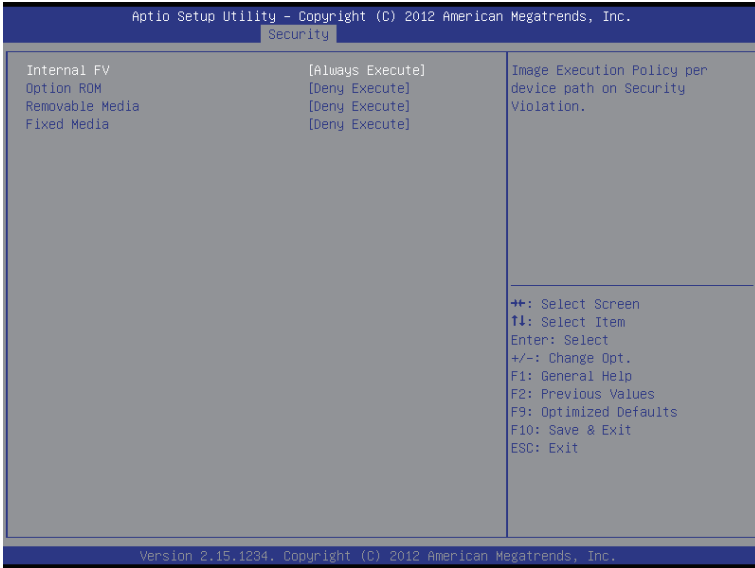 Aptio Setup Utility – Copyright (C) 2012 American Megatrends, Inc.
Security
Internal FV [Always Execute]
Option ROM [Deny Execute]
Removable Media [Deny Execute]
Fixed Media [Deny Execute]
Image Execution Policy per
device path on Security
Violation.
→←: Select Screen
↑↓: Select Item
Enter: Select
+/-: Change Opt.
F1: General Help
F2: Previous Values
F9: Optimized Defaults
F10: Save & Exit
ESC: Exit
Version 2.15.1234. Copyright (C) 2012 American Megatrends, Inc.